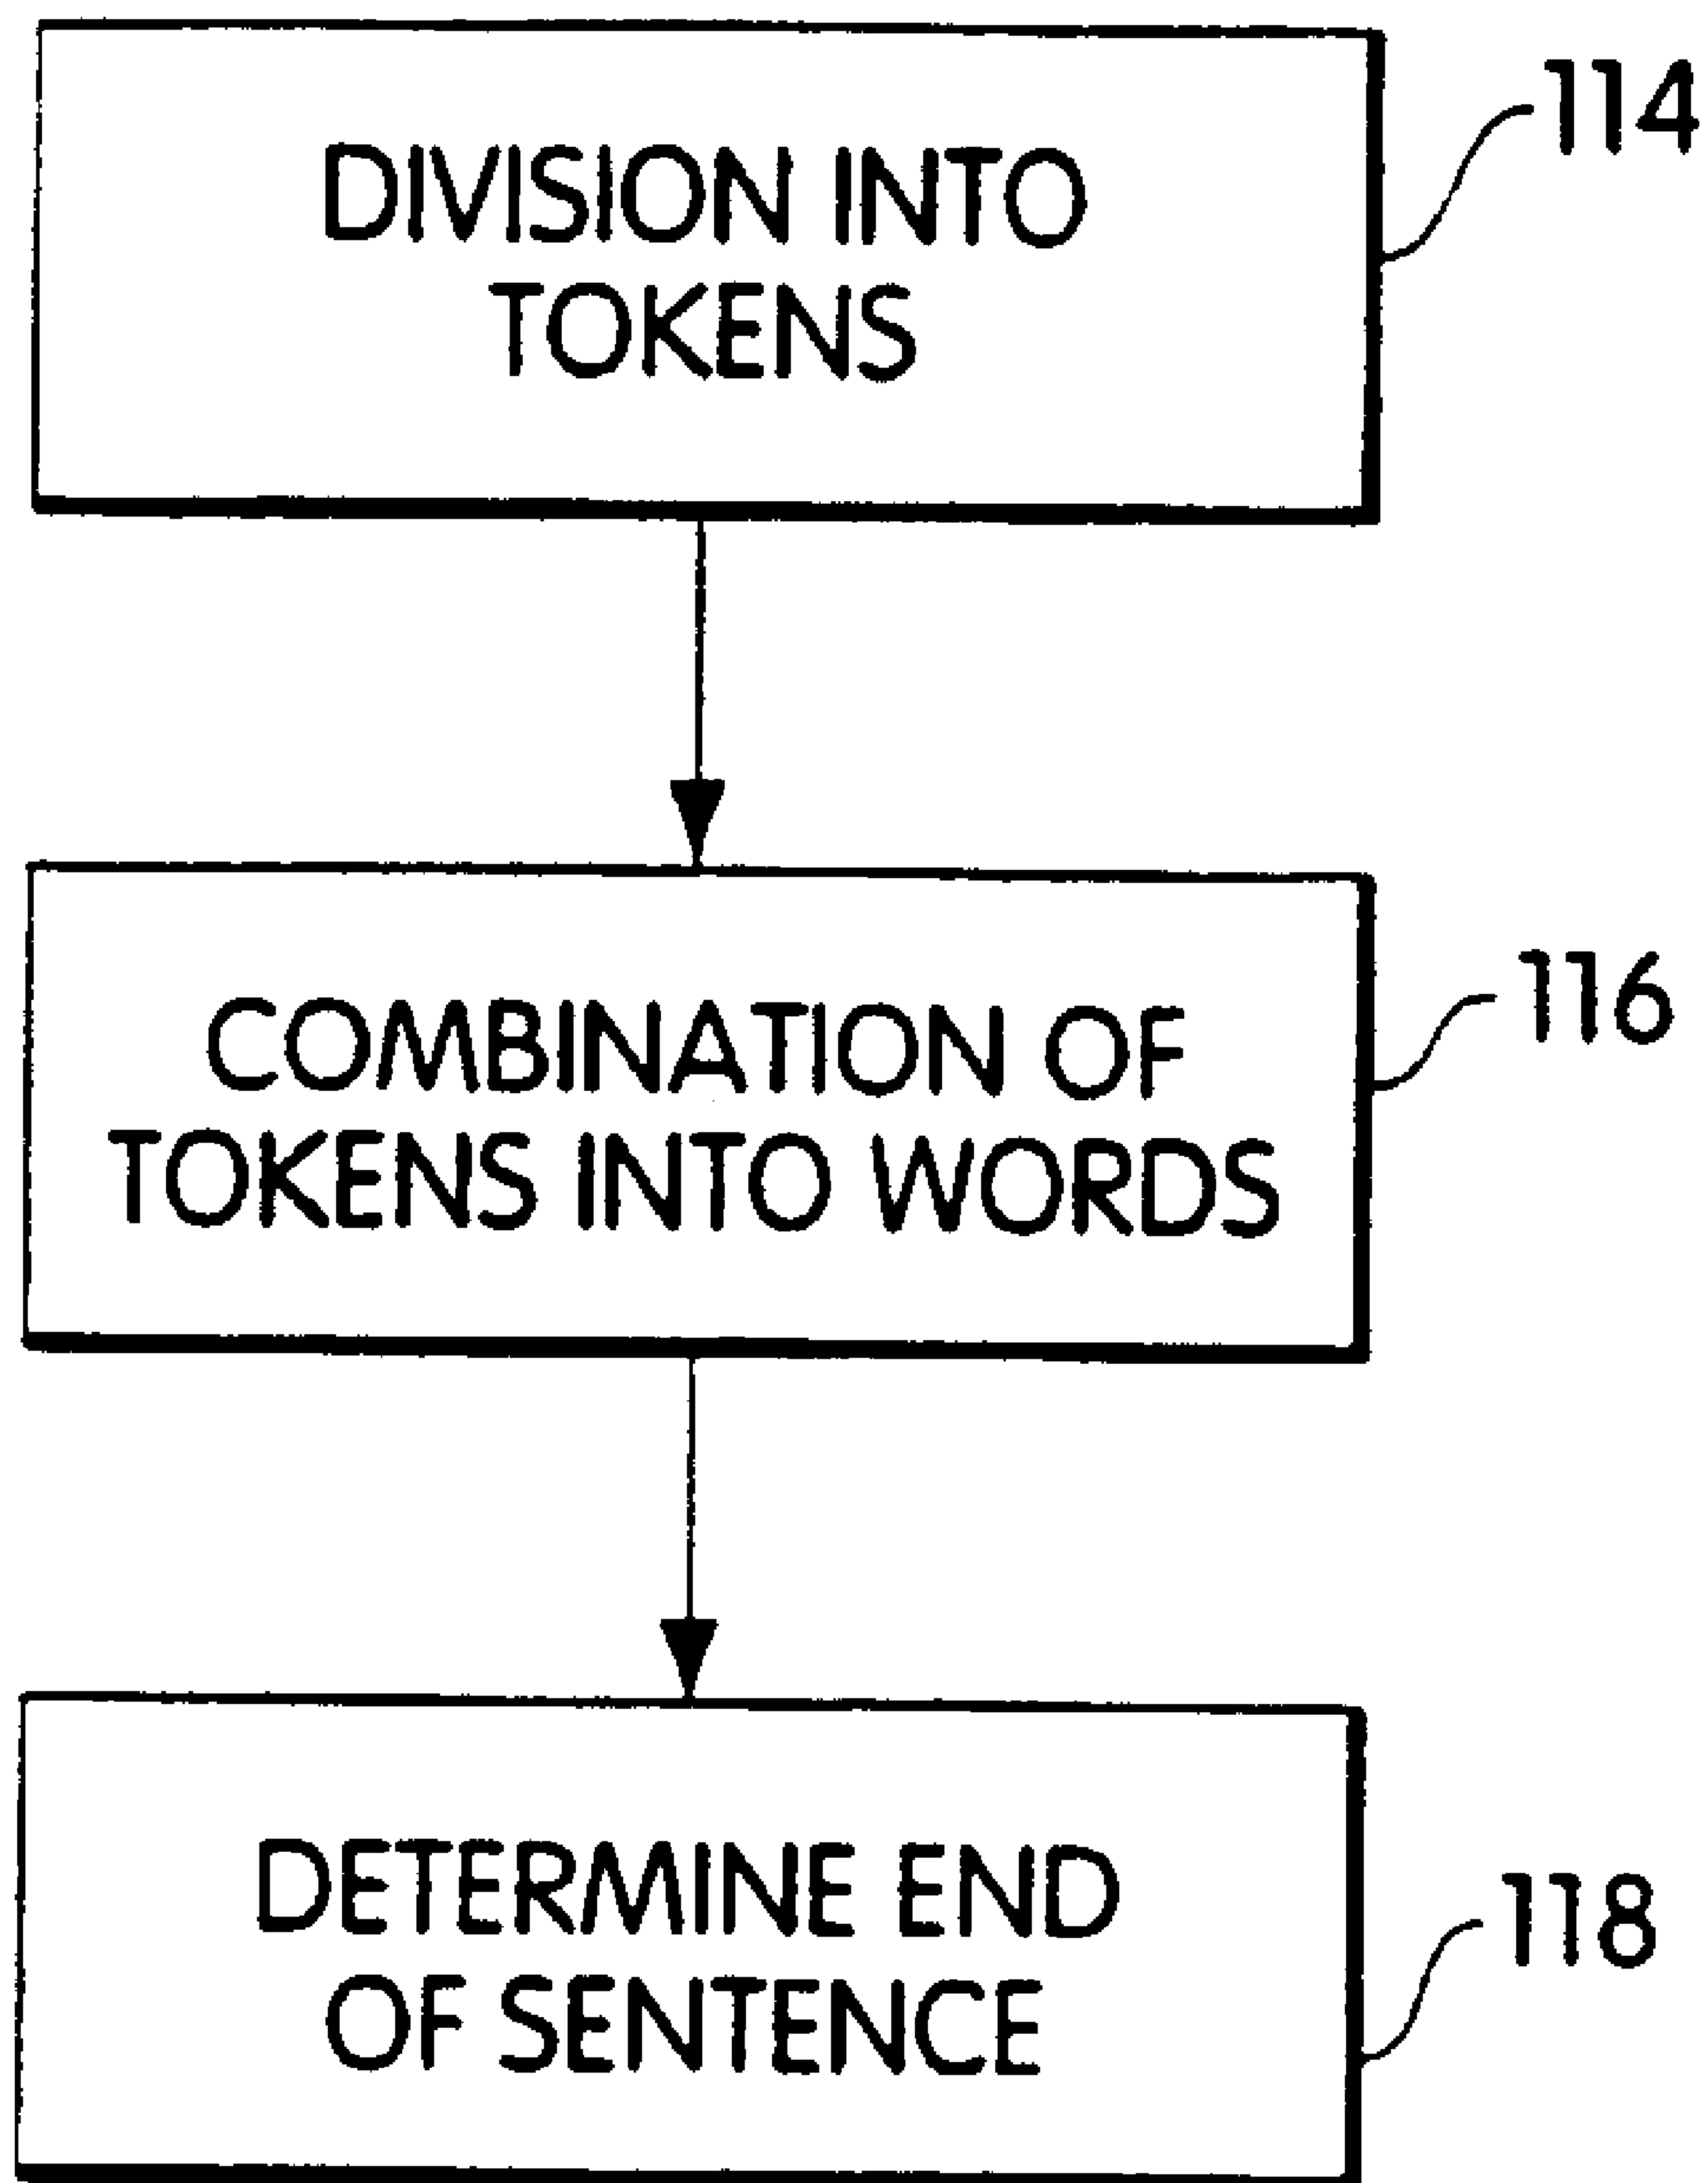 DIVISION INTO
TOKENS
114
COMBINATION OF
TOKENS INTO WORDS
116
DETERMINE END
OF SENTENCE
118